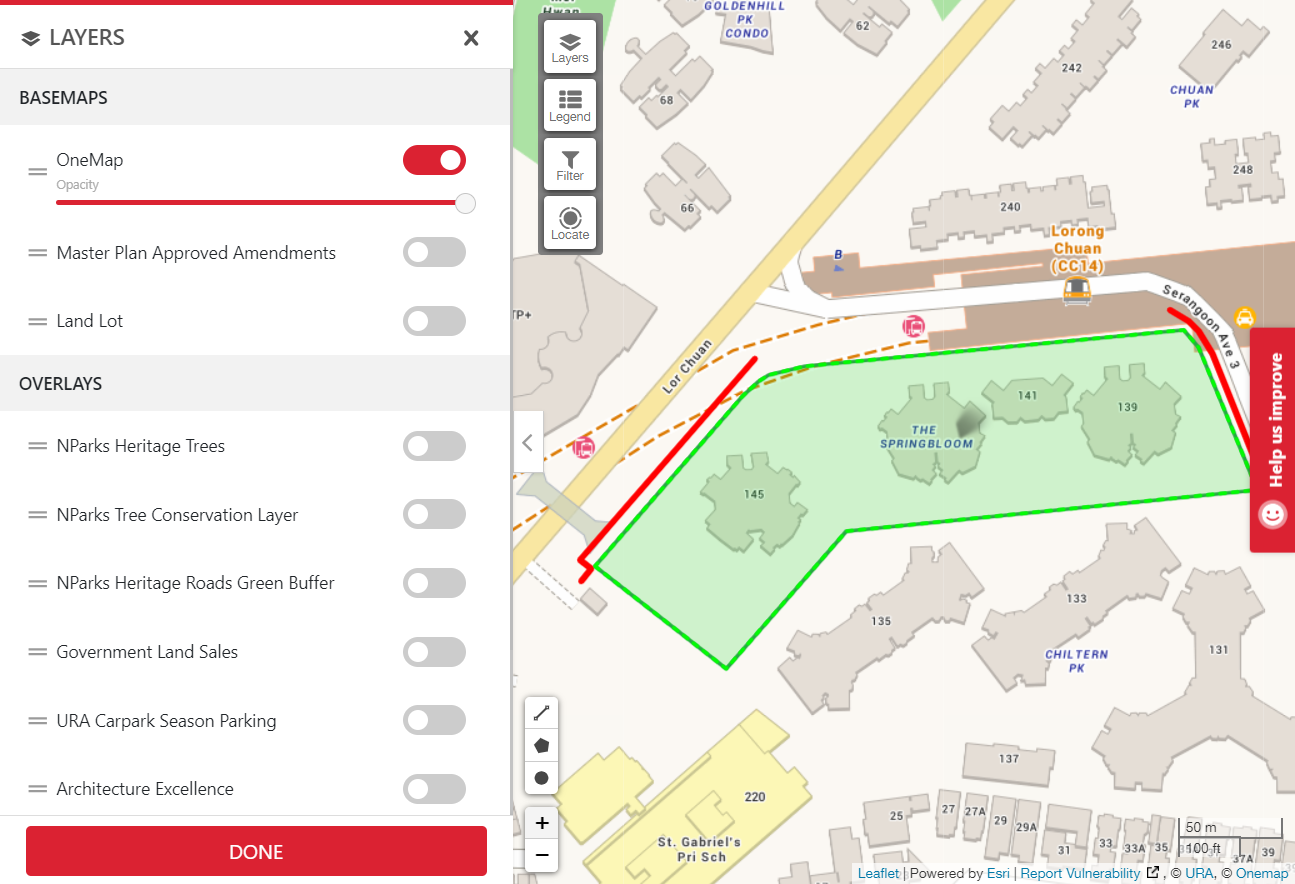 LAYERS
BASEMAPS
OneMap
Opacity
Master Plan Approved Amendments
Land Lot
OVERLAYS
NParks Heritage Trees
NParks Tree Conservation Layer
NParks Heritage Roads Green Buffer
Government Land Sales
URA Carpark Season Parking
Architecture Excellence
DONE
Layers
Legend
Filter
Locate
GOLDENHILL
PK
CONDO
62
68
66
242
246
CHUAN
PK
248
240
Lorong
Chuan
(CC14)
B
TP+
Serangoon Ave 3
Lor Chuan
THE
SPRINGBLOOM
141
139
145
135
133
CHILTERN
PK
131
137
220
St. Gabriel's
Pri Sch
25
27
27A
29
29A
31
33
33A
35
37A
39
Help us improve
+
−
50 m
100 ft
Leaflet | Powered by Esri | Report Vulnerability , © URA, © Onemap